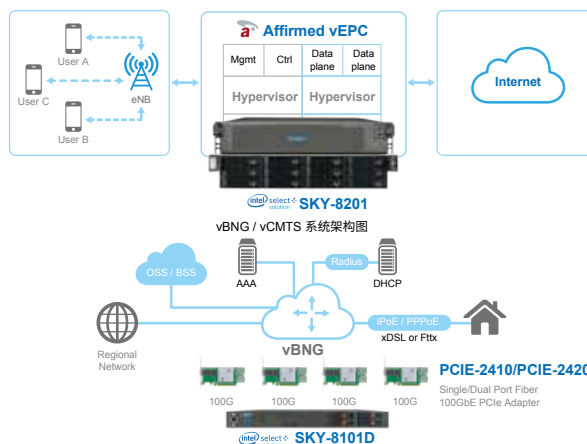 Affirmed vEPC
User A
User C
eNB
User B
Mgmt
Ctrl
Data
plane
Data
plane
Hypervisor
Hypervisor
Internet
intel select
solution
SKY-8201
vBNG / vCMTS 系统架构图
OSS / BSS
AAA
Radius
DHCP
Regional
Network
vBNG
IPoE / PPPoE
xDSL or Fttx
100G
100G
100G
100G
PCIE-2410/PCIE-2420
Single/Dual Port Fiber
100GbE PCIe Adapter
intel select
solution
SKY-8101D